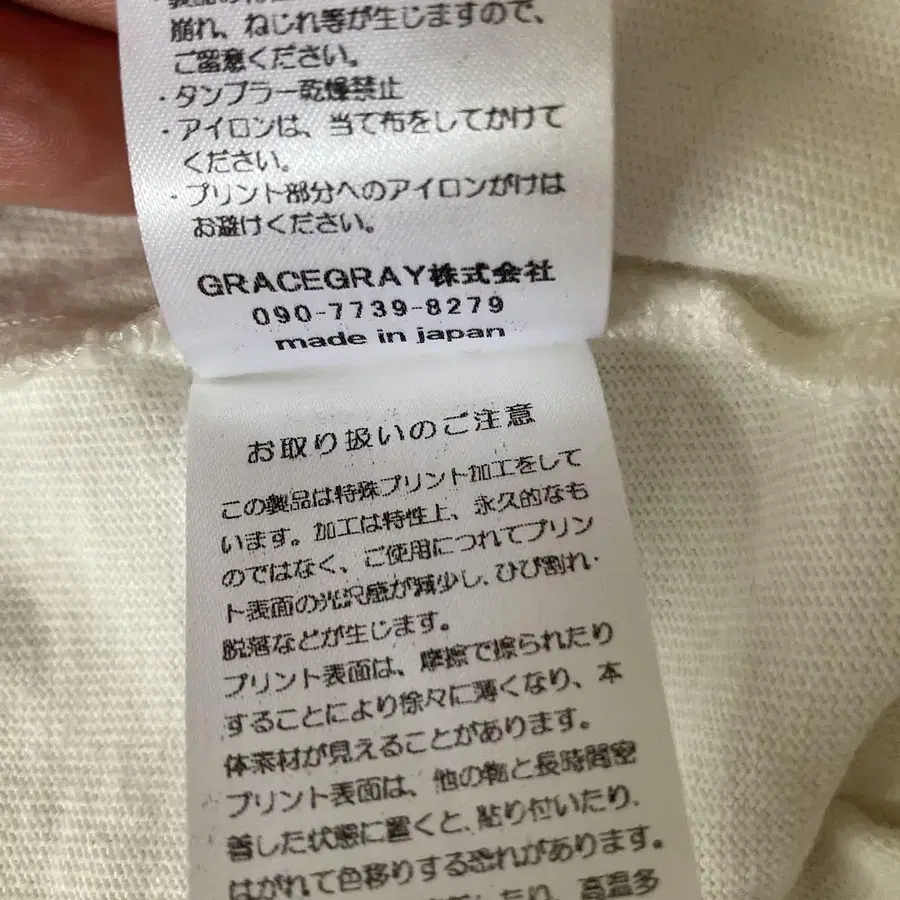 崩れ、ねじれ等が生じますので、
ご留意ください。
・タンブラー乾燥禁止
・アイロンは、当て布をしてかけて
ください。
・プリント部分へのアイロンがけは
お避けください。
GRACEGRAY株式会社
090-7739-8279
made in japan
お取り扱いのご注意
この製品は特殊プリント加工をして
います。加工は特性上、永久的なも
のではなく、ご使用につれてプリン
ト表面の光沢感が減少し、ひび割れ・
脱落などが生じます。
プリント表面は、摩擦で擦られたり
することにより徐々に薄くなり、本
体素材が見えることがあります。
プリント表面は、他の物と長時間密
着した状態に置くと、貼り付いたり、
はがれて色移りする恐れがあります。
したり、高温多